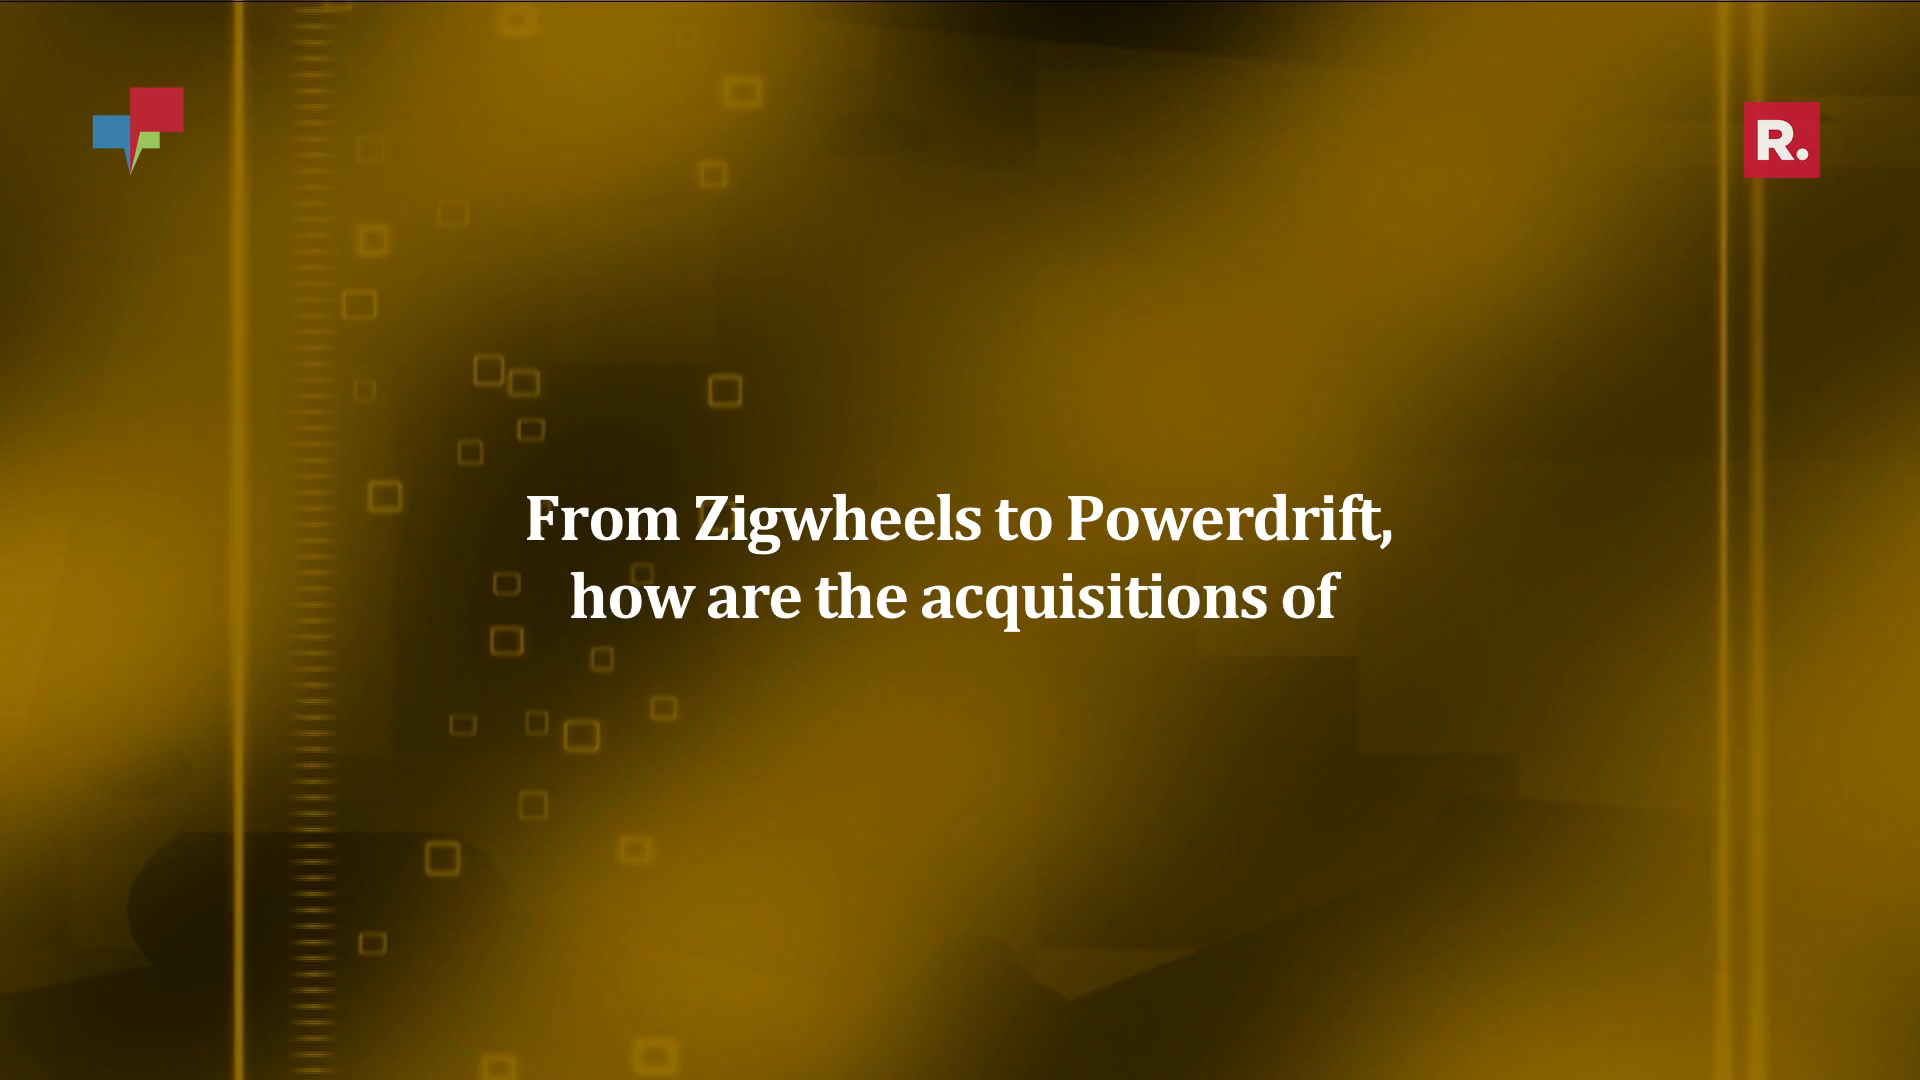 R.
From Zigwheels to Powerdrift,
how are the acquisitions of